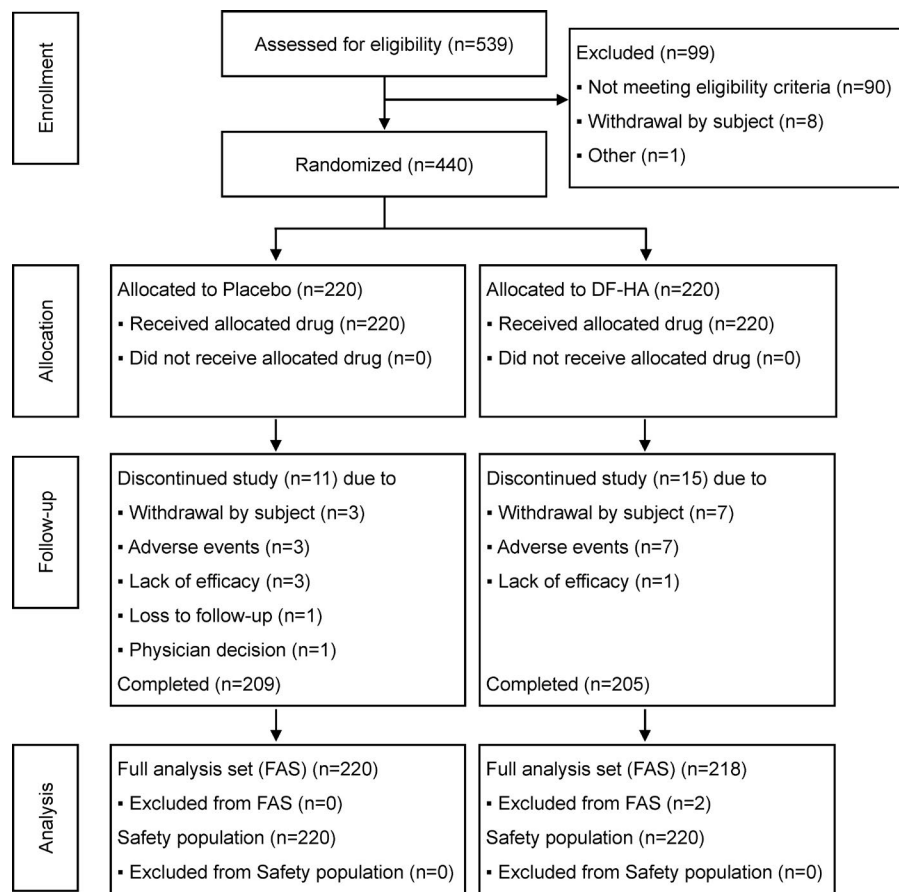 Enrollment
Assessed for eligibility (n=539)
Excluded (n=99)
▪ Not meeting eligibility criteria (n=90)
▪ Withdrawal by subject (n=8)
▪ Other (n=1)
Randomized (n=440)
Allocation
Allocated to Placebo (n=220)
▪ Received allocated drug (n=220)
▪ Did not receive allocated drug (n=0)
Allocated to DF-HA (n=220)
▪ Received allocated drug (n=220)
▪ Did not receive allocated drug (n=0)
Follow-up
Discontinued study (n=11) due to
▪ Withdrawal by subject (n=3)
▪ Adverse events (n=3)
▪ Lack of efficacy (n=3)
▪ Loss to follow-up (n=1)
▪ Physician decision (n=1)
Completed (n=209)
Discontinued study (n=15) due to
▪ Withdrawal by subject (n=7)
▪ Adverse events (n=7)
▪ Lack of efficacy (n=1)
Completed (n=205)
Analysis
Full analysis set (FAS) (n=220)
▪ Excluded from FAS (n=0)
Safety population (n=220)
▪ Excluded from Safety population (n=0)
Full analysis set (FAS) (n=218)
▪ Excluded from FAS (n=2)
Safety population (n=220)
▪ Excluded from Safety population (n=0)